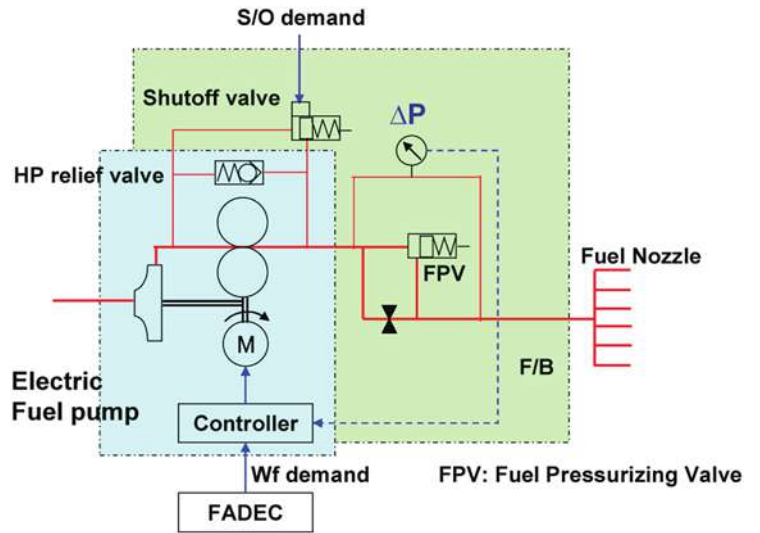 S/O demand
Shutoff valve
ΔP
HP relief valve
FPV
Fuel Nozzle
M
F/B
Electric
Fuel pump
Controller
Wf demand
FPV: Fuel Pressurizing Valve
FADEC